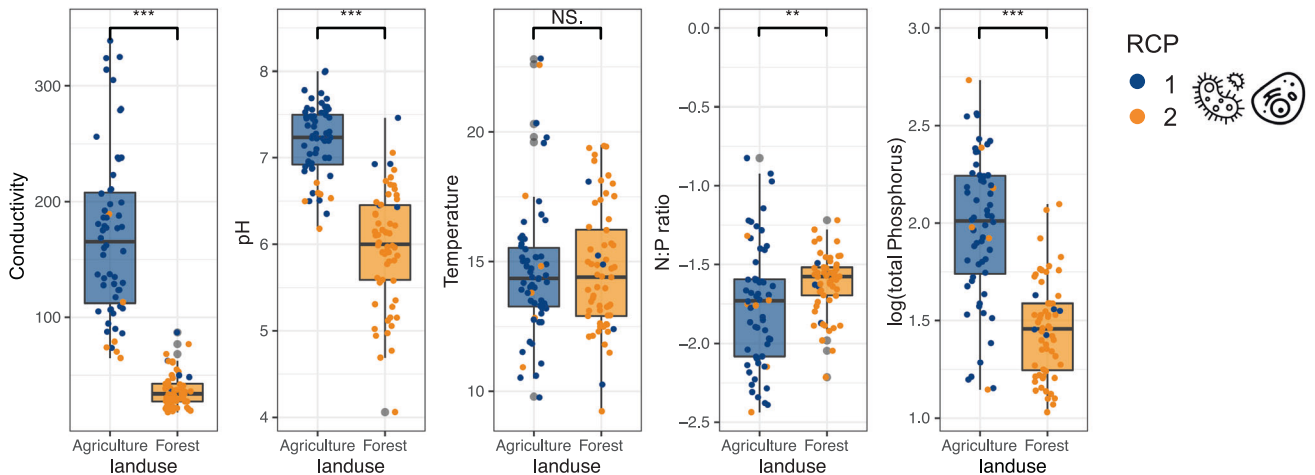 Conductivity
300
200
100
***
Agriculture Forest
landuse
pH
8
7
6
5
4
***
Agriculture Forest
landuse
Temperature
20
15
10
NS.
Agriculture Forest
landuse
N:P ratio
0.0
−0.5
−1.0
−1.5
−2.0
−2.5
**
Agriculture Forest
landuse
log(total Phosphorus)
3.0
2.5
2.0
1.5
1.0
***
Agriculture Forest
landuse
RCP
1
2